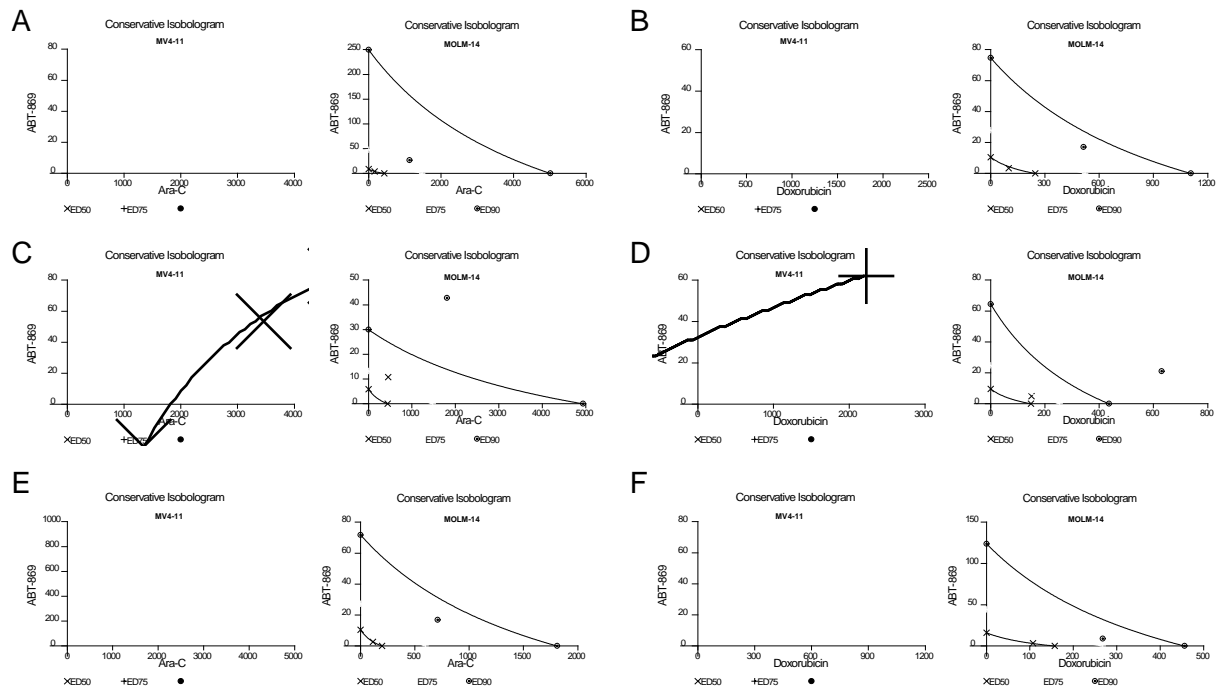 A
Conservative Isobologram
MV4-11
80
60
40
20
0
ABT-869
0 1000 2000 3000 4000
Ara-C
×ED50 +ED75
Conservative Isobologram
MOLM-14
250
200
150
100
50
0
ABT-869
0 1000 2000 3000 4000 5000 6000
Ara-C
×ED50 ED75 ED90
B
Conservative Isobologram
MV4-11
60
40
20
0
ABT-869
0 500 1000 1500 2000 2500
Doxorubicin
×ED50 +ED75
Conservative Isobologram
MOLM-14
80
60
40
20
0
ABT-869
0 300 600 900 1200
Doxorubicin
×ED50 ED75 ED90
C
Conservative Isobologram
MV4-11
80
60
40
20
0
ABT-869
0 1000 2000 3000 4000
Ara-C
×ED50 +ED75
Conservative Isobologram
MOLM-14
50
40
30
20
10
0
ABT-869
0 1000 2000 3000 4000 5000
Ara-C
×ED50 ED75 ED90
D
Conservative Isobologram
MV4-11
60
40
20
0
ABT-869
0 1000 2000 3000
Doxorubicin
×ED50 +ED75
Conservative Isobologram
MOLM-14
80
60
40
20
0
ABT-869
0 200 400 600 800
Doxorubicin
×ED50 ED75 ED90
E
Conservative Isobologram
MV4-11
1000
800
600
400
200
0
ABT-869
0 1000 2000 3000 4000 5000
Ara-C
×ED50 +ED75
Conservative Isobologram
MOLM-14
80
60
40
20
0
ABT-869
0 500 1000 1500 2000
Ara-C
×ED50 ED75 ED90
F
Conservative Isobologram
MV4-11
80
60
40
20
0
ABT-869
0 300 600 900 1200
Doxorubicin
×ED50 +ED75
Conservative Isobologram
MOLM-14
150
100
50
0
ABT-869
0 100 200 300 400 500
Doxorubicin
×ED50 ED75 ED90